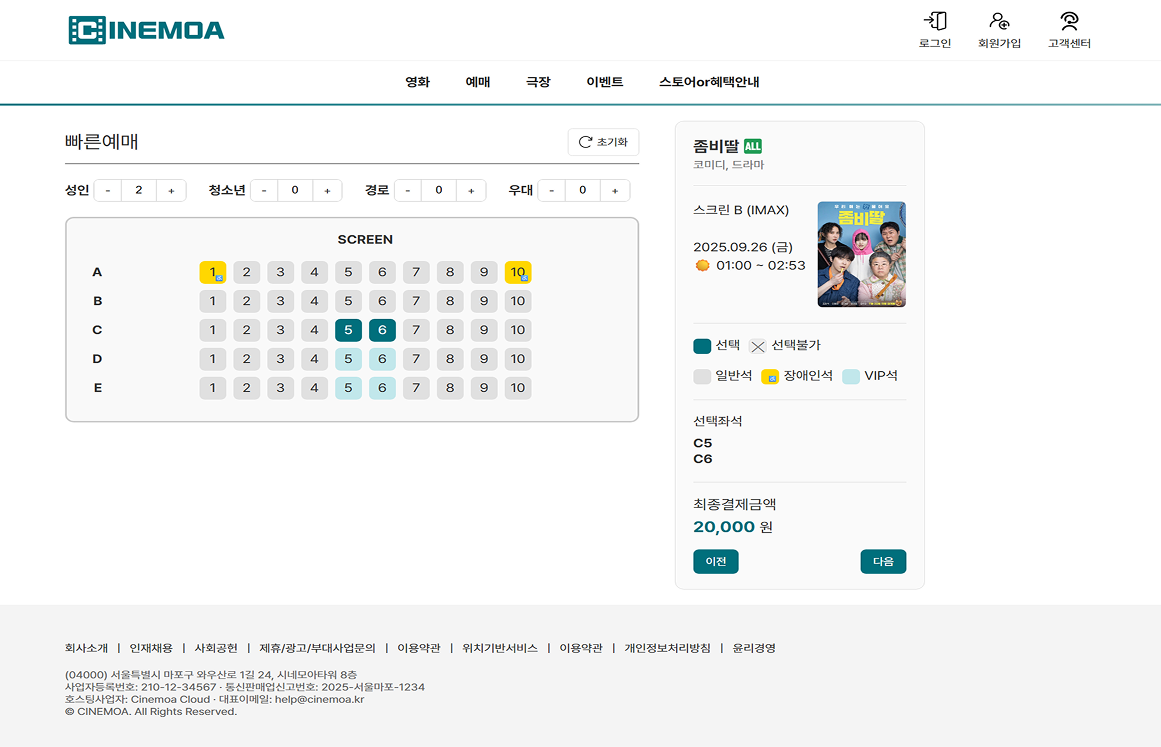 CINEMOA
로그인 회원가입 고객센터
영화 예매 극장 이벤트 스토어or혜택안내
빠른예매
초기화
성인 - 2 + 청소년 - 0 + 경로 - 0 + 우대 - 0 +
SCREEN
A 1 2 3 4 5 6 7 8 9 10
B 1 2 3 4 5 6 7 8 9 10
C 1 2 3 4 5 6 7 8 9 10
D 1 2 3 4 5 6 7 8 9 10
E 1 2 3 4 5 6 7 8 9 10
좀비딸 ALL
코미디, 드라마
스크린 B (IMAX)
2025.09.26 (금)
01:00 ~ 02:53
좀비딸
선택 선택불가
일반석 장애인석 VIP석
선택좌석
C5
C6
최종결제금액
20,000 원
이전 다음
회사소개 | 인재채용 | 사회공헌 | 제휴/광고/부대사업문의 | 이용약관 | 위치기반서비스 | 이용약관 | 개인정보처리방침 | 윤리경영
(04000) 서울특별시 마포구 와우산로 1길 24, 시네모아타워 8층
사업자등록번호: 210-12-34567 · 통신판매업신고번호: 2025-서울마포-1234
호스팅사업자: Cinemoa Cloud · 대표이메일: help@cinemoa.kr
© CINEMOA. All Rights Reserved.